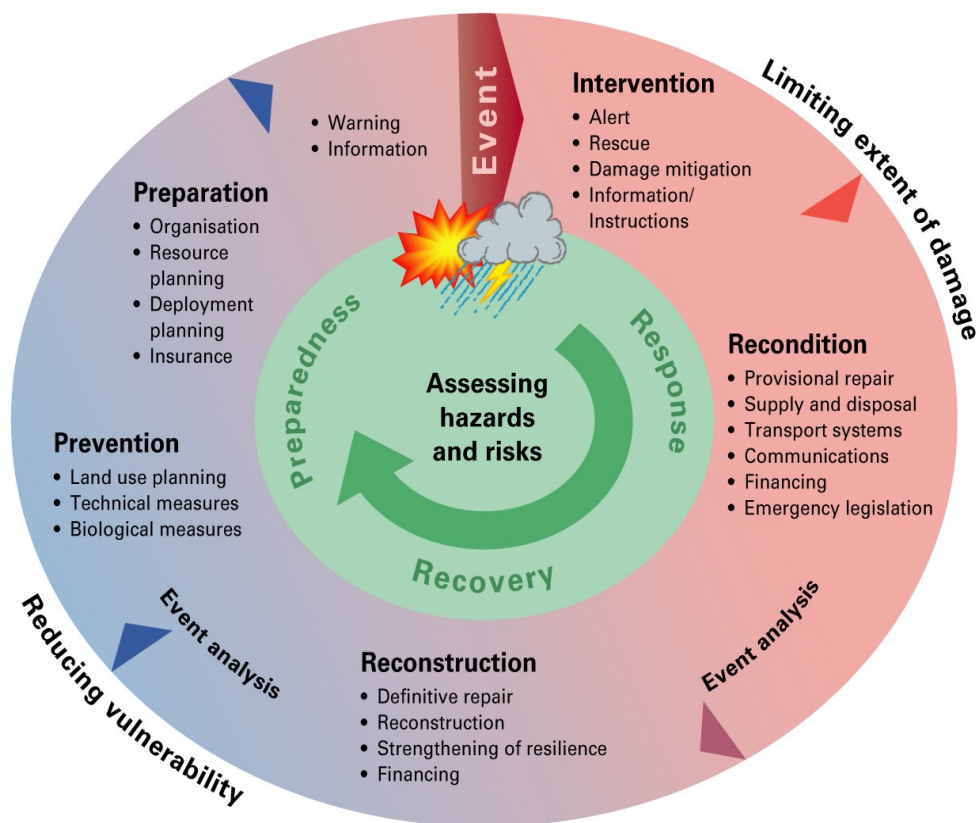 Event
• Warning
• Information
Intervention
• Alert
• Rescue
• Damage mitigation
• Information/
Instructions
Limiting extent of damage
Recondition
• Provisional repair
• Supply and disposal
• Transport systems
• Communications
• Financing
• Emergency legislation
Event analysis
Reconstruction
• Definitive repair
• Reconstruction
• Strengthening of resilience
• Financing
Event analysis
Reducing vulnerability
Prevention
• Land use planning
• Technical measures
• Biological measures
Preparation
• Organisation
• Resource
planning
• Deployment
planning
• Insurance
Preparedness
Response
Recovery
Assessing
hazards
and risks